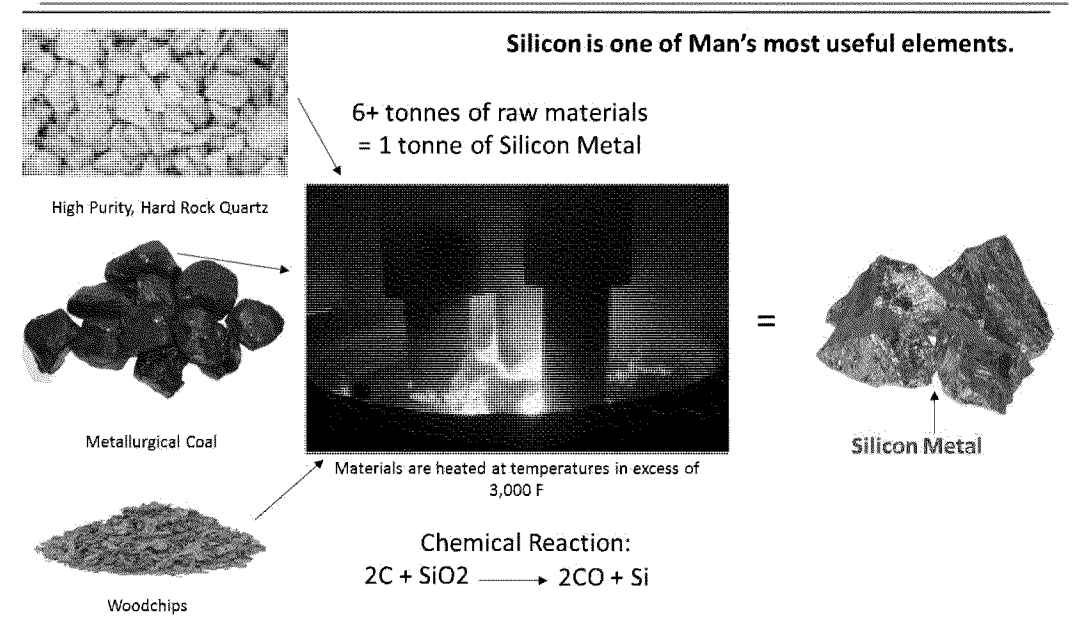 Silicon is one of Man's most useful elements.
6+ tonnes of raw materials
= 1 tonne of Silicon Metal
High Purity, Hard Rock Quartz
Metallurgical Coal
=
Silicon Metal
Materials are heated at temperatures in excess of
3,000 F
Chemical Reaction:
2C + SiO2 ⟶ 2CO + Si
Woodchips